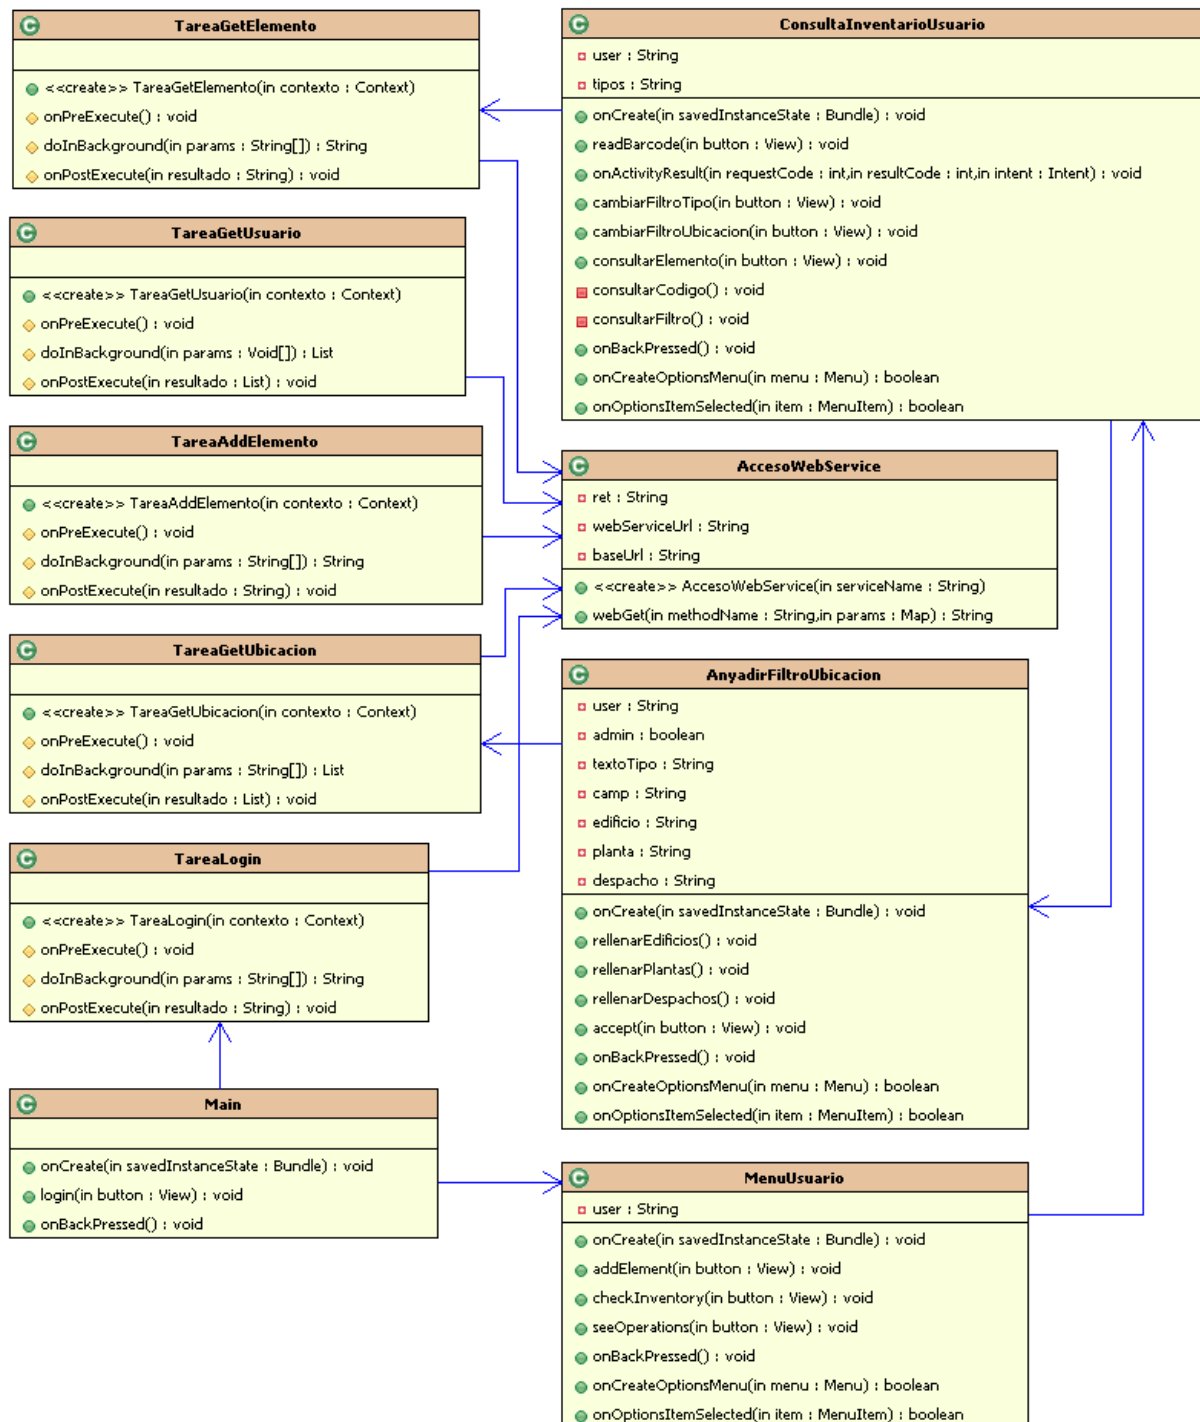 TareaGetElemento
<<create>> TareaGetElemento(in contexto : Context)
onPreExecute() : void
doInBackground(in params : String[]) : String
onPostExecute(in resultado : String) : void
TareaGetUsuario
<<create>> TareaGetUsuario(in contexto : Context)
onPreExecute() : void
doInBackground(in params : Void[]) : List
onPostExecute(in resultado : List) : void
TareaAddElemento
<<create>> TareaAddElemento(in contexto : Context)
onPreExecute() : void
doInBackground(in params : String[]) : String
onPostExecute(in resultado : String) : void
TareaGetUbicacion
<<create>> TareaGetUbicacion(in contexto : Context)
onPreExecute() : void
doInBackground(in params : String[]) : List
onPostExecute(in resultado : List) : void
TareaLogin
<<create>> TareaLogin(in contexto : Context)
onPreExecute() : void
doInBackground(in params : String[]) : String
onPostExecute(in resultado : String) : void
Main
onCreate(in savedInstanceState : Bundle) : void
login(in button : View) : void
onBackPressed() : void
ConsultaInventarioUsuario
user : String
tipos : String
onCreate(in savedInstanceState : Bundle) : void
readBarcode(in button : View) : void
onActivityResult(in requestCode : int,in resultCode : int,in intent : Intent) : void
cambiarFiltroTipo(in button : View) : void
cambiarFiltroUbicacion(in button : View) : void
consultarElemento(in button : View) : void
consultarCodigo() : void
consultarFiltro() : void
onBackPressed() : void
onCreateOptionsMenu(in menu : Menu) : boolean
onOptionsItemSelected(in item : MenuItem) : boolean
AccesoWebService
ret : String
webServiceUrl : String
baseUrl : String
<<create>> AccesoWebService(in serviceName : String)
webGet(in methodName : String,in params : Map) : String
AnyadirFiltroUbicacion
user : String
admin : boolean
textoTipo : String
camp : String
edificio : String
planta : String
despacho : String
onCreate(in savedInstanceState : Bundle) : void
rellenarEdificios() : void
rellenarPlantas() : void
rellenarDespachos() : void
accept(in button : View) : void
onBackPressed() : void
onCreateOptionsMenu(in menu : Menu) : boolean
onOptionsItemSelected(in item : MenuItem) : boolean
MenuUsuario
user : String
onCreate(in savedInstanceState : Bundle) : void
addElement(in button : View) : void
checkInventory(in button : View) : void
seeOperations(in button : View) : void
onBackPressed() : void
onCreateOptionsMenu(in menu : Menu) : boolean
onOptionsItemSelected(in item : MenuItem) : boolean